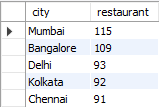 city restaurant
Mumbai 115
Bangalore 109
Delhi 93
Kolkata 92
Chennai 91